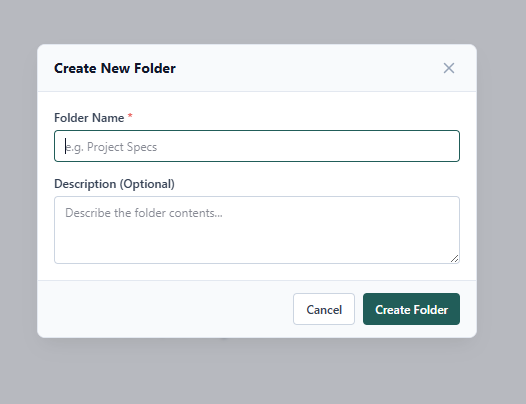 Create New Folder
Folder Name *
e.g. Project Specs
Description (Optional)
Describe the folder contents...
Cancel
Create Folder